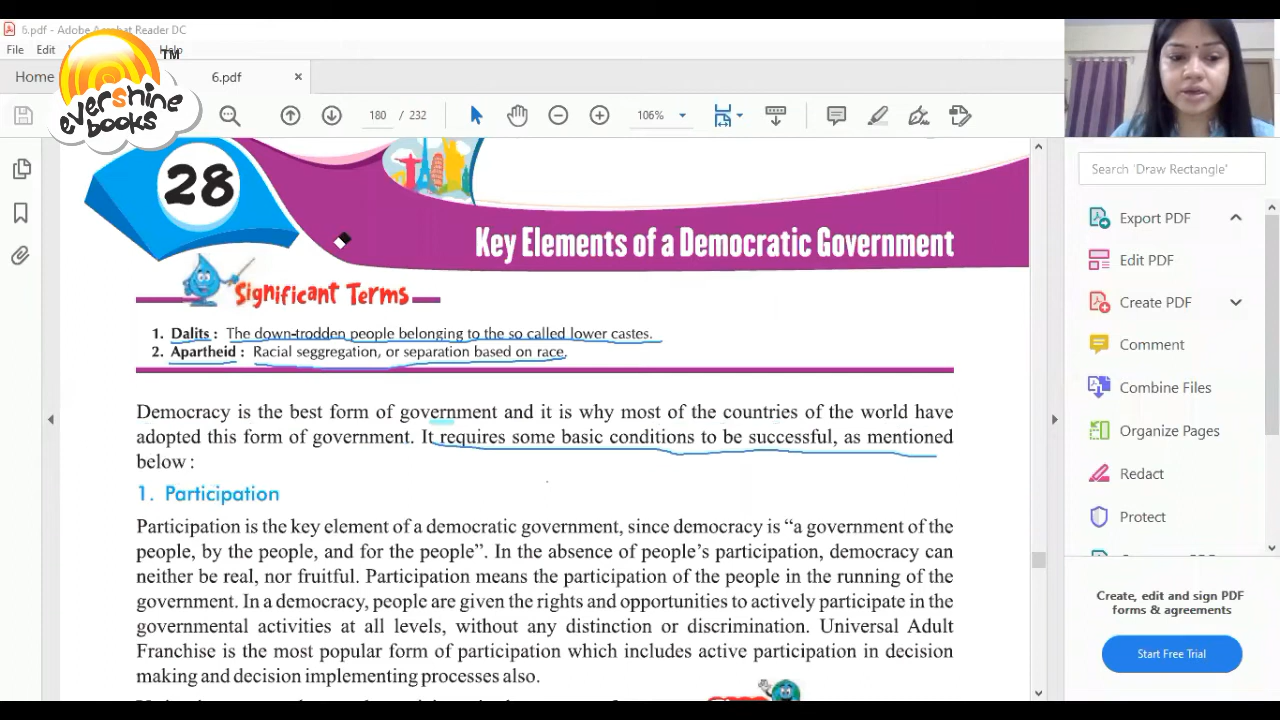 6.pdf - Adobe Acrobat Reader DC
File Edit Help
TM
evershine
e books
Home 6.pdf ×
180 / 232 106%
Search 'Draw Rectangle'
Export PDF
Edit PDF
Create PDF
Comment
Combine Files
Organize Pages
Redact
Protect
Create, edit and sign PDF
forms & agreements
Start Free Trial
28
Key Elements of a Democratic Government
Significant Terms
1. Dalits : The down-trodden people belonging to the so called lower castes.
2. Apartheid : Racial seggregation, or separation based on race.
Democracy is the best form of government and it is why most of the countries of the world have
adopted this form of government. It requires some basic conditions to be successful, as mentioned
below :
1. Participation
Participation is the key element of a democratic government, since democracy is “a government of the
people, by the people, and for the people”. In the absence of people’s participation, democracy can
neither be real, nor fruitful. Participation means the participation of the people in the running of the
government. In a democracy, people are given the rights and opportunities to actively participate in the
governmental activities at all levels, without any distinction or discrimination. Universal Adult
Franchise is the most popular form of participation which includes active participation in decision
making and decision implementing processes also.